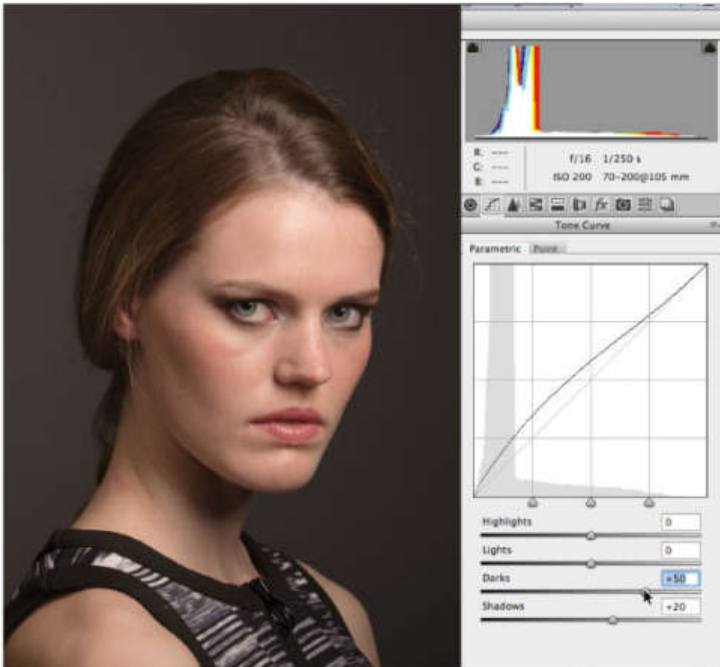 R: ---
G: ---
B: ---
f/16 1/250 s
ISO 200 70-200@105 mm
fx
Tone Curve
Parametric Point
Highlights 0
Lights 0
Darks +50
Shadows +20